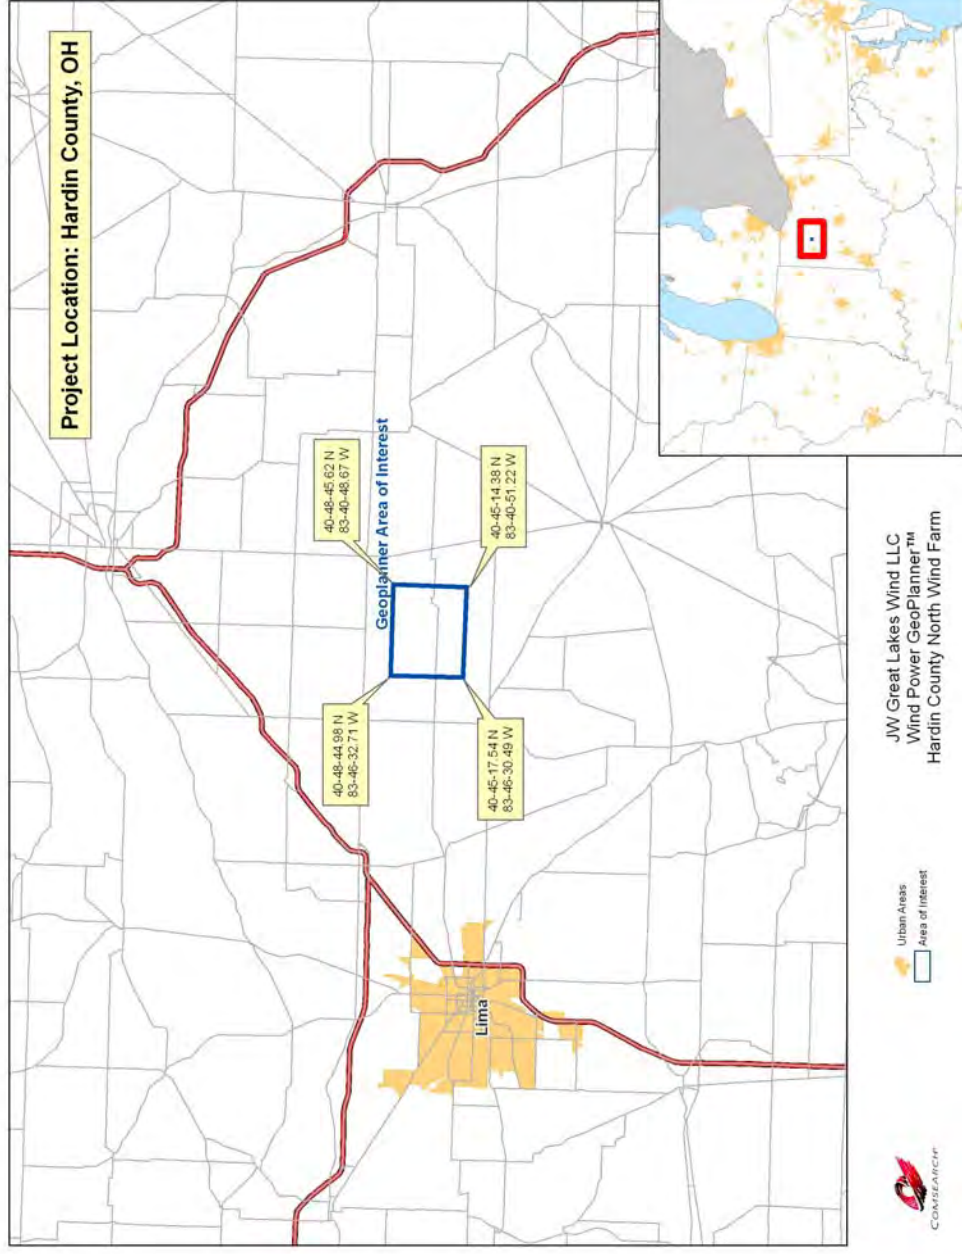 Project Location: Hardin County, OH
40-48-44.98 N
83-46-32.71 W
40-48-45.62 N
83-40-48.67 W
Geoplanner Area of Interest
40-45-17.54 N
83-46-30.49 W
40-45-14.38 N
83-40-51.22 W
Lima
COMSEARCH
Urban Areas
Area of Interest
JW Great Lakes Wind LLC
Wind Power GeoPlanner™
Hardin County North Wind Farm